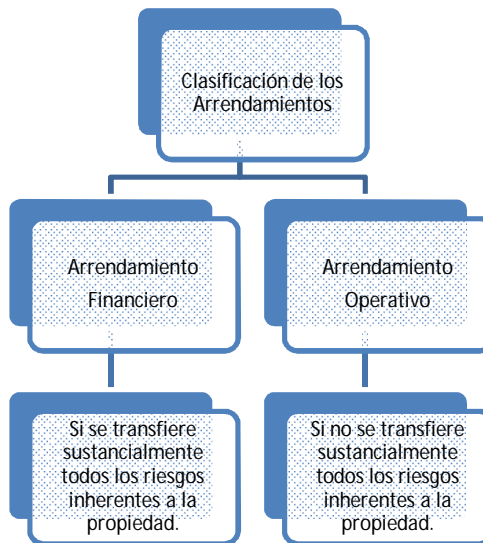 Clasificación de los
Arrendamientos
Arrendamiento
Financiero
Arrendamiento
Operativo
Si se transfiere
sustancialmente
todos los riesgos
inherentes a la
propiedad.
Si no se transfiere
sustancialmente
todos los riesgos
inherentes a la
propiedad.